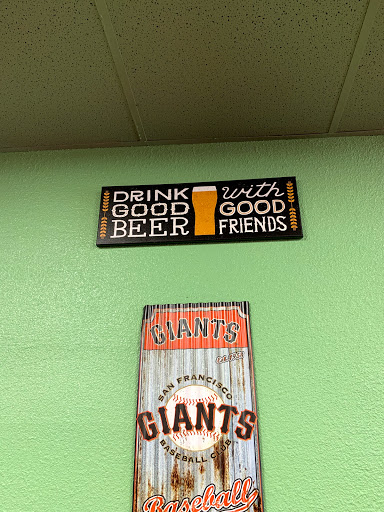 DRINK with
GOOD GOOD
BEER FRIENDS
GIANTS
SAN FRANCISCO
GIANTS
BASEBALL CLUB
Baseball